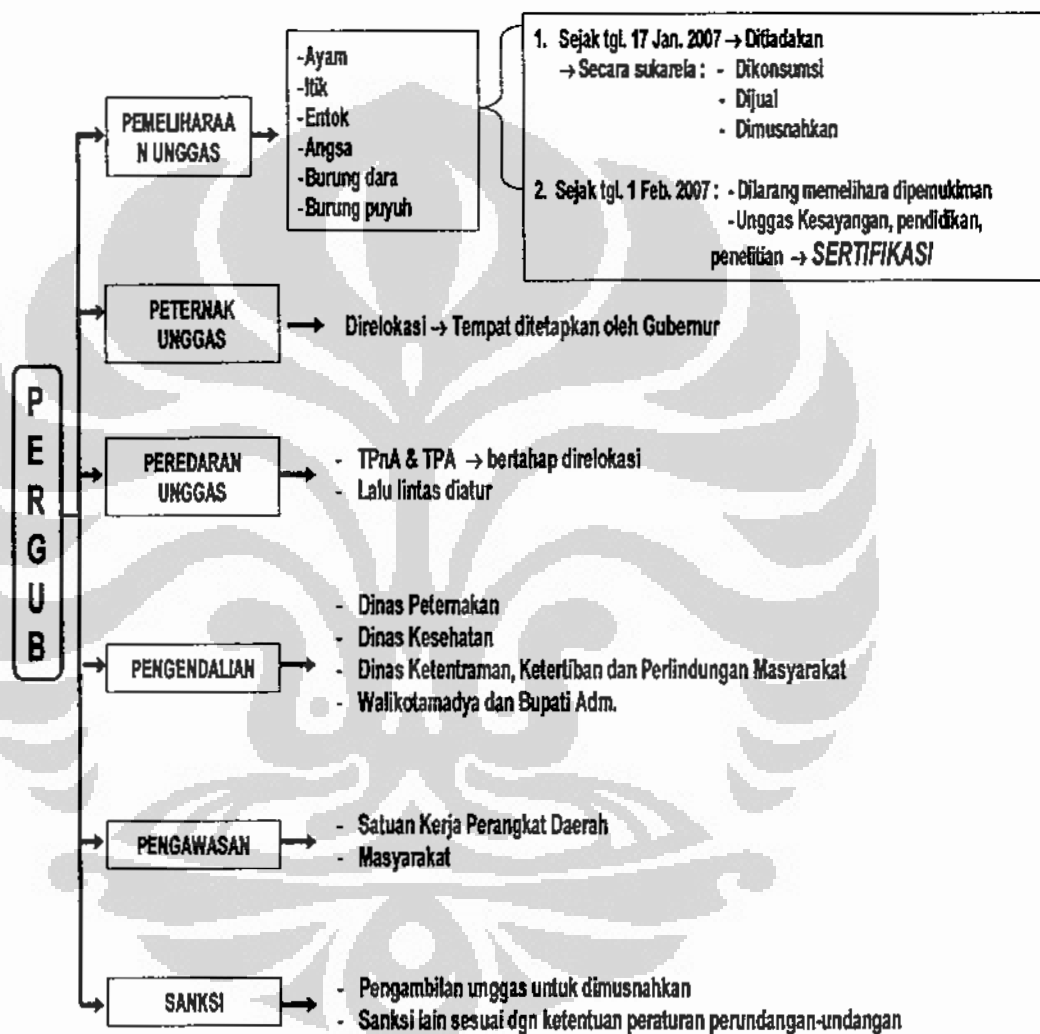 PERGUB
PEMELIHARAA
N UNGGAS
-Ayam
-Itik
-Entok
-Angsa
-Burung dara
-Burung puyuh
1. Sejak tgl. 17 Jan. 2007 → Ditiadakan
→ Secara sukarela : - Dikonsumsi
- Dijual
- Dimusnahkan
2. Sejak tgl. 1 Feb. 2007 : - Dilarang memelihara dipemukiman
-Unggas Kesayangan, pendidikan,
penelitian → SERTIFIKASI
PETERNAK
UNGGAS
Direlokasi → Tempat ditetapkan oleh Gubernur
PEREDARAN
UNGGAS
- TPnA & TPA → bertahap direlokasi
- Lalu lintas diatur
PENGENDALIAN
- Dinas Peternakan
- Dinas Kesehatan
- Dinas Ketentraman, Ketertiban dan Perlindungan Masyarakat
- Walikotamadya dan Bupati Adm.
PENGAWASAN
- Satuan Kerja Perangkat Daerah
- Masyarakat
SANKSI
- Pengambilan unggas untuk dimusnahkan
- Sanksi lain sesuai dgn ketentuan peraturan perundangan-undangan